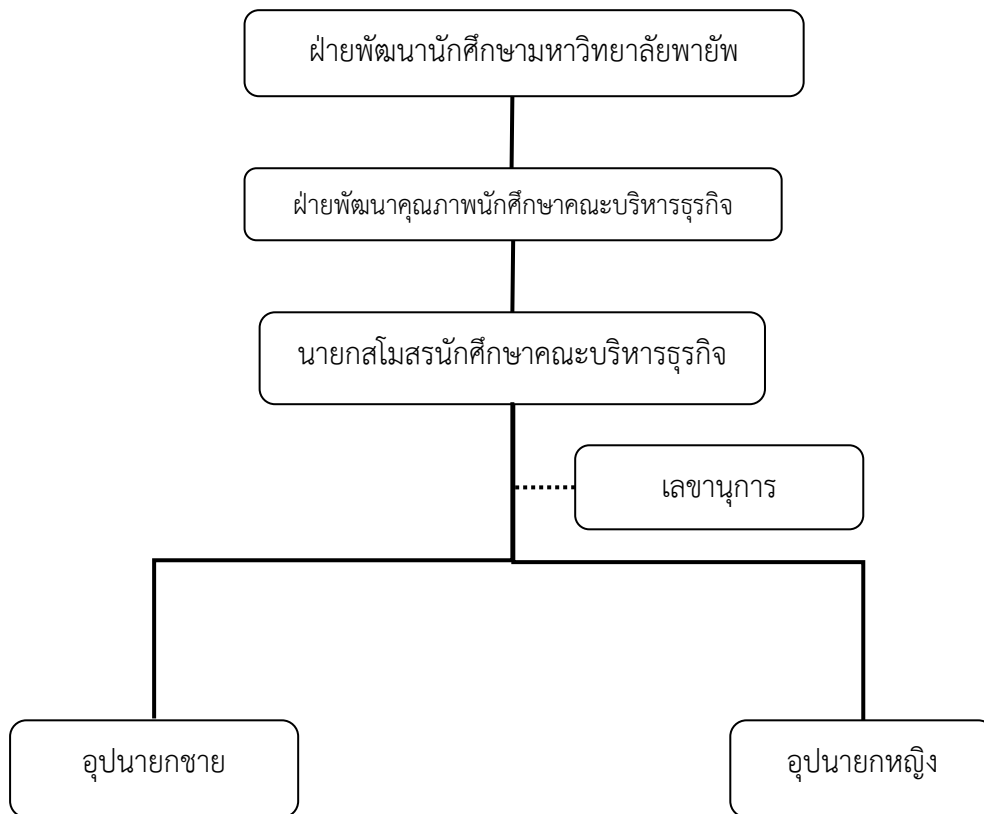 ฝ่ายพัฒนานักศึกษามหาวิทยาลัยพายัพ
ฝ่ายพัฒนาคุณภาพนักศึกษาคณะบริหารธุรกิจ
นายกสโมสรนักศึกษาคณะบริหารธุรกิจ
เลขานุการ
อุปนายกชาย
อุปนายกหญิง